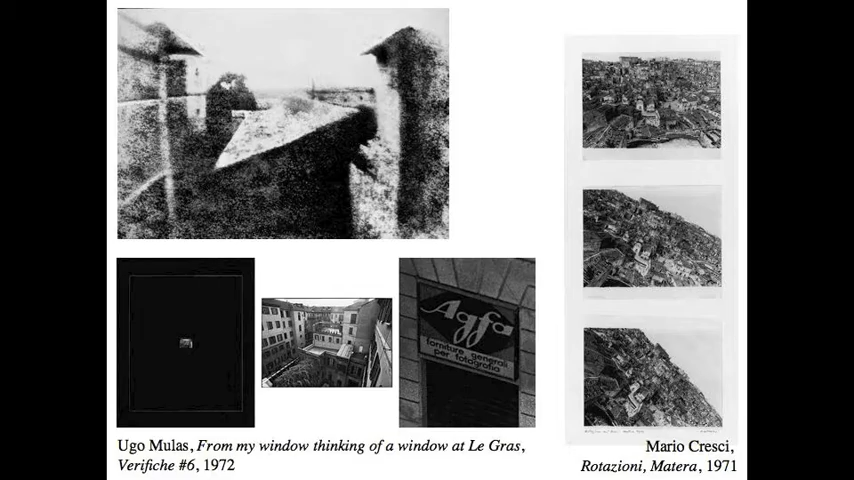 Agfa
forniture generali
per fotografia
Ugo Mulas, From my window thinking of a window at Le Gras,
Verifiche #6, 1972
Mario Cresci,
Rotazioni, Matera, 1971